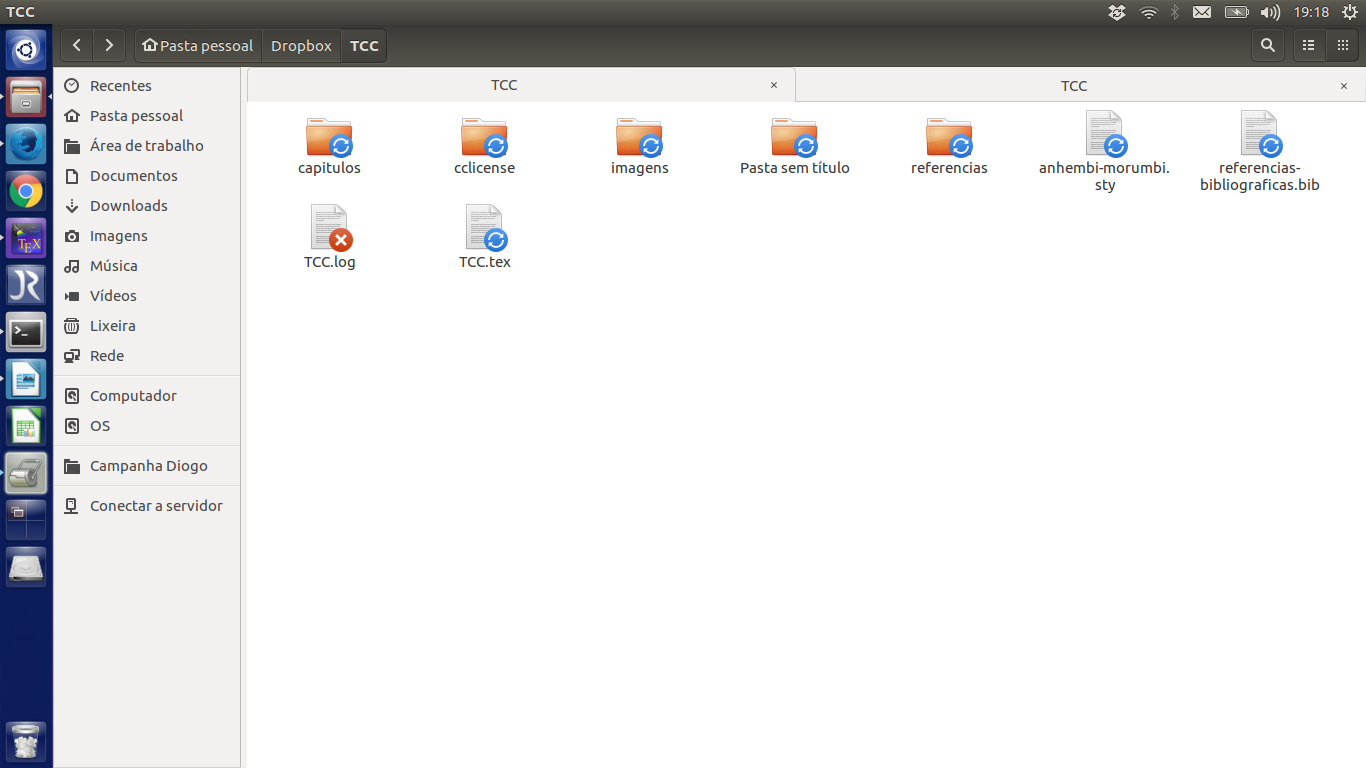 TCC
19:18
Pasta pessoal
Dropbox
TCC
Recentes
Pasta pessoal
Área de trabalho
Documentos
Downloads
Imagens
Música
Vídeos
Lixeira
Rede
Computador
OS
Campanha Diogo
Conectar a servidor
TCC
TCC
capitulos
cclicense
imagens
Pasta sem título
referencias
anhembi-morumbi.
sty
referencias-
bibliograficas.bib
TCC.log
TCC.tex
TEX